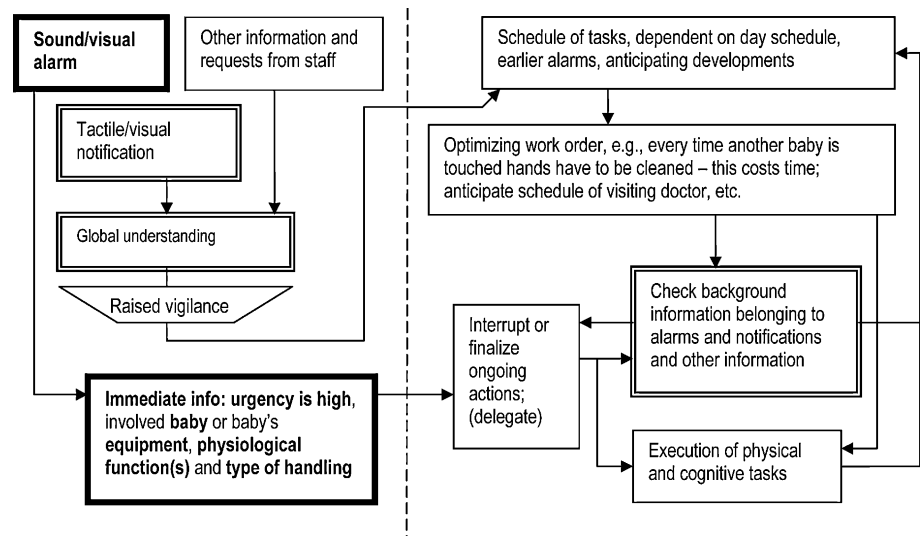 Sound/visual
alarm
Other information and
requests from staff
Tactile/visual
notification
Global understanding
Raised vigilance
Immediate info: urgency is high,
involved baby or baby's
equipment, physiological
function(s) and type of handling
Schedule of tasks, dependent on day schedule,
earlier alarms, anticipating developments
Optimizing work order, e.g., every time another baby is
touched hands have to be cleaned – this costs time;
anticipate schedule of visiting doctor, etc.
Interrupt or
finalize
ongoing
actions;
(delegate)
Check background
information belonging to
alarms and notifications
and other information
Execution of physical
and cognitive tasks